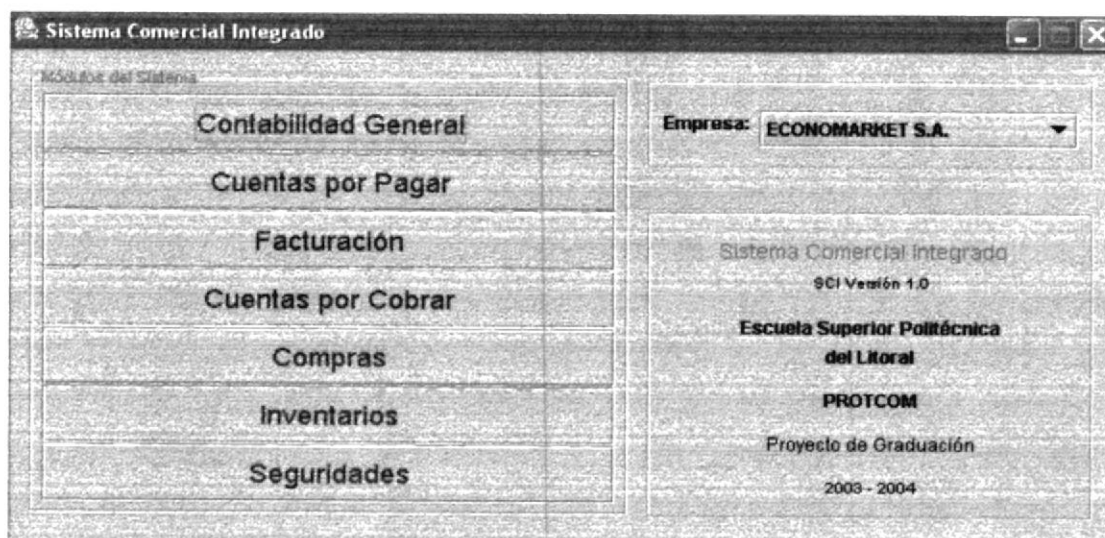 Sistema Comercial Integrado
Módulos del Sistema
Contabilidad General
Cuentas por Pagar
Facturación
Cuentas por Cobrar
Compras
Inventarios
Seguridades
Empresa: ECONOMARKET S.A.
Sistema Comercial Integrado
SCI Versión 1.0
Escuela Superior Politécnica
del Litoral
PROTCOM
Proyecto de Graduación
2003 - 2004